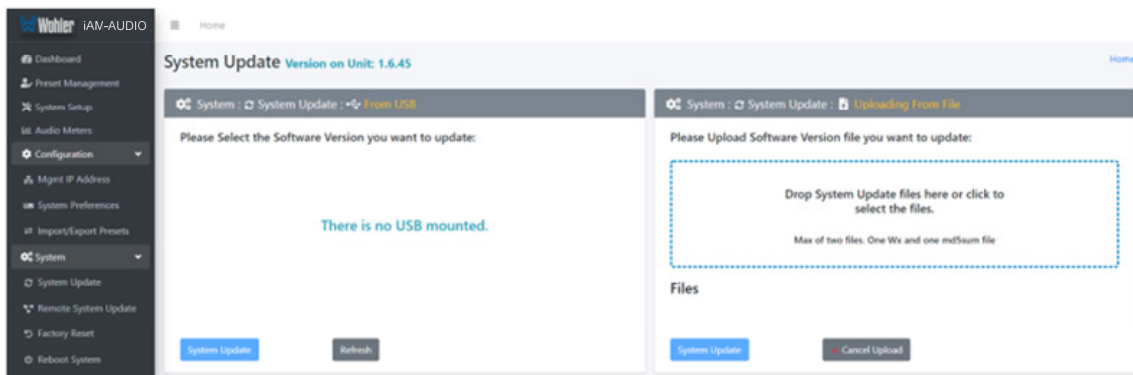 Wohler iAM-AUDIO
Dashboard
Preset Management
System Setup
Audio Meters
Configuration
Mgmt IP Address
System Preferences
Import/Export Presets
System
System Update
Remote System Update
Factory Reset
Reboot System
Home
System Update Version on Unit: 1.6.45
Home
System : System Update : From USB
Please Select the Software Version you want to update:
There is no USB mounted.
System Update
Refresh
System : System Update : Uploading From File
Please Upload Software Version file you want to update:
Drop System Update files here or click to
select the files.
Max of two files. One Wx and one md5sum file
Files
System Update
Cancel Upload